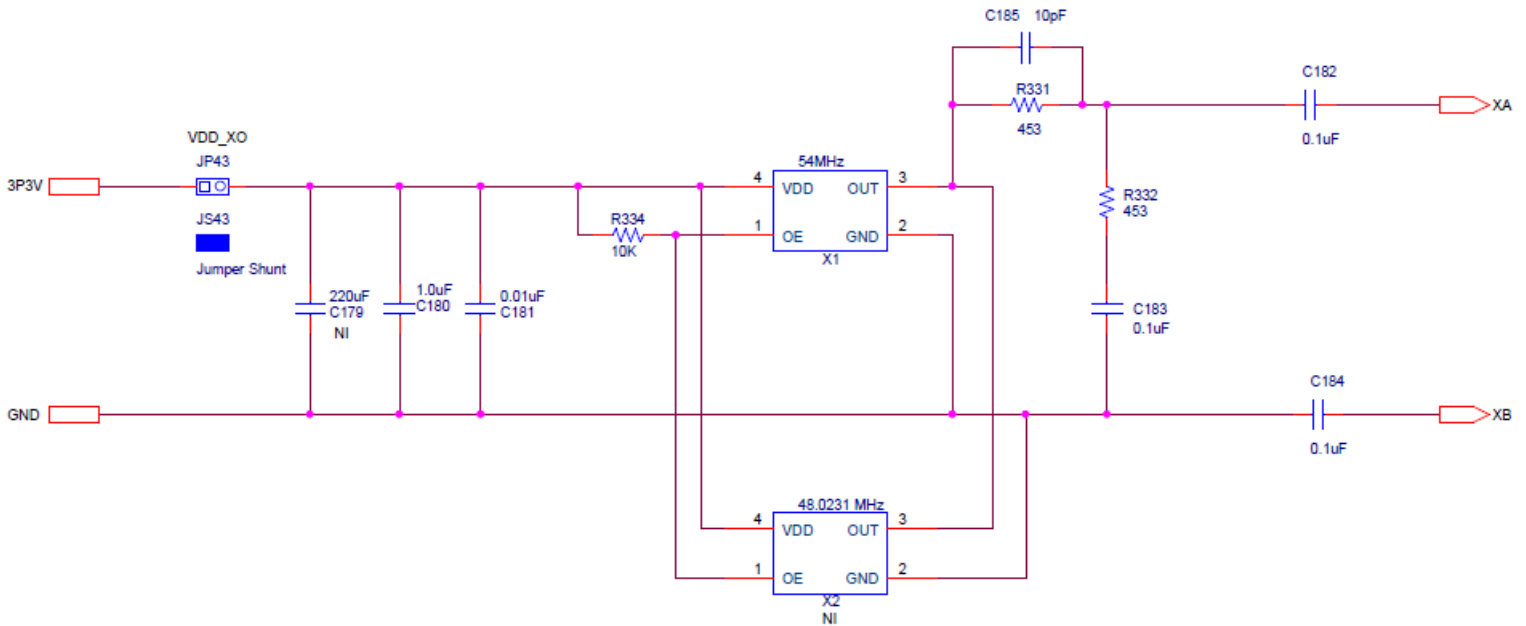 C185 10pF
R331
453
C182
0.1uF
XA
VDD_XO
JP43
3P3V
JS43
Jumper Shunt
54MHz
4 VDD OUT 3
1 OE GND 2
X1
R334
10K
R332
453
220uF
C179
NI
1.0uF
C180
0.01uF
C181
C183
0.1uF
GND
C184
0.1uF
XB
48.0231 MHz
4 VDD OUT 3
1 OE GND 2
X2
NI